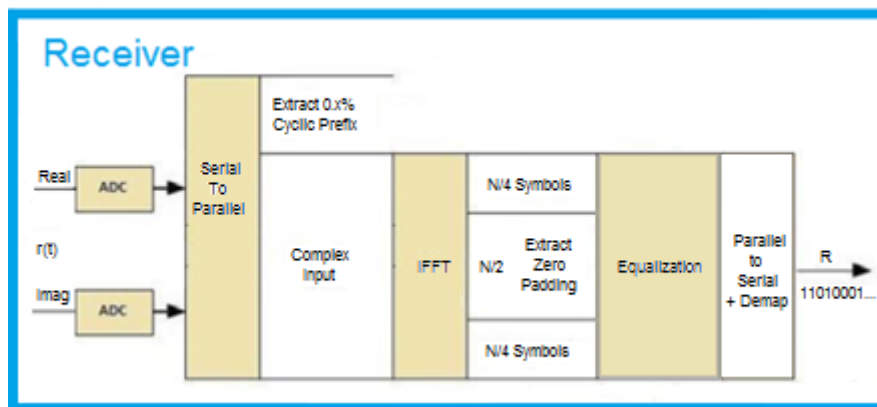 Receiver
Extract 0.x%
Cyclic Prefix
Real
ADC
Serial
To
Parallel
r(t)
Imag
ADC
Complex
Input
IFFT
N/4 Symbols
N/2
Extract
Zero
Padding
N/4 Symbols
Equalization
Parallel
to
Serial
+ Demap
R
11010001...